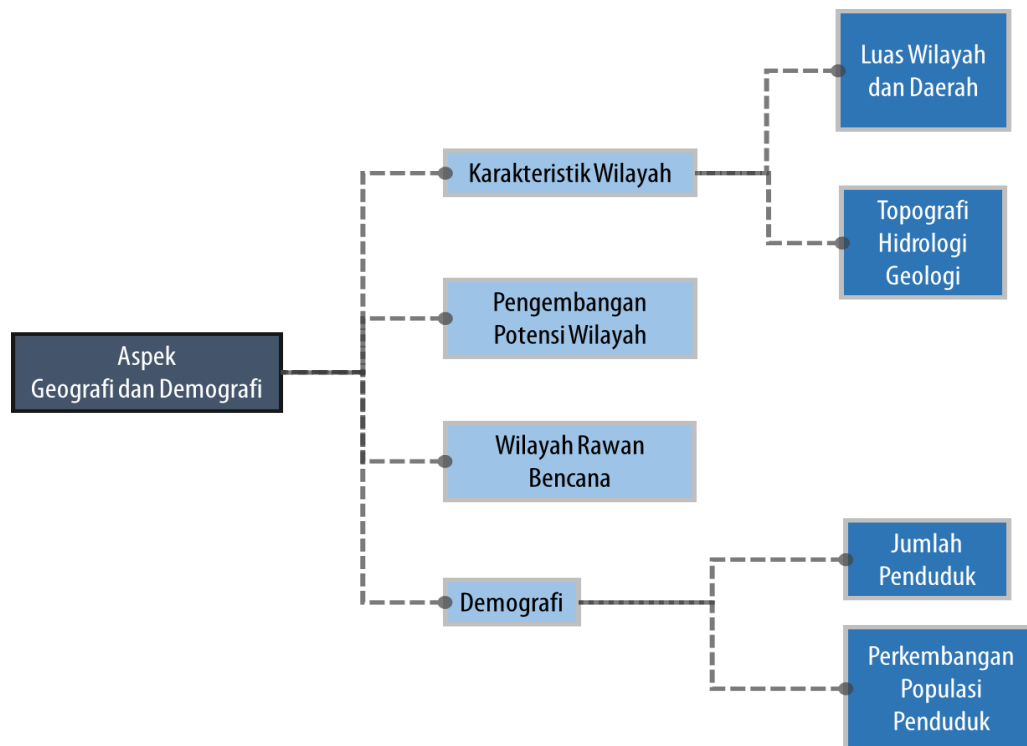 Aspek
Geografi dan Demografi
Karakteristik Wilayah
Luas Wilayah
dan Daerah
Topografi
Hidrologi
Geologi
Pengembangan
Potensi Wilayah
Wilayah Rawan
Bencana
Demografi
Jumlah
Penduduk
Perkembangan
Populasi
Penduduk